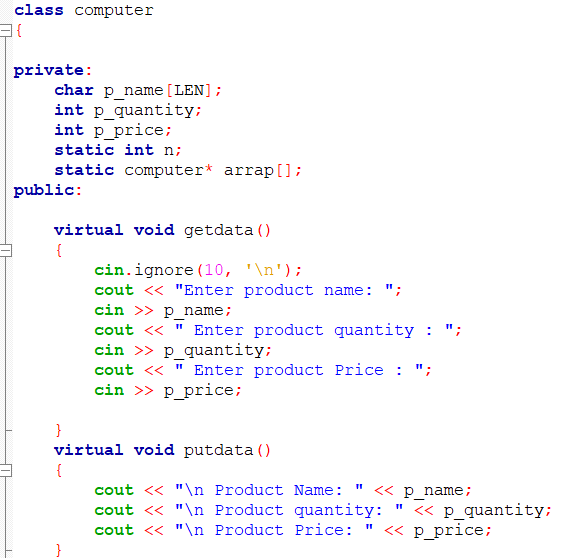 class computer
{
private:
    char p_name[LEN];
    int p_quantity;
    int p_price;
    static int n;
    static computer* arrap[];
public:
    virtual void getdata()
    {
        cin.ignore(10, '\n');
        cout << "Enter product name: ";
        cin >> p_name;
        cout << " Enter product quantity : ";
        cin >> p_quantity;
        cout << " Enter product Price : ";
        cin >> p_price;
    }
    virtual void putdata()
    {
        cout << "\n Product Name: " << p_name;
        cout << "\n Product quantity: " << p_quantity;
        cout << "\n Product Price: " << p_price;
    }